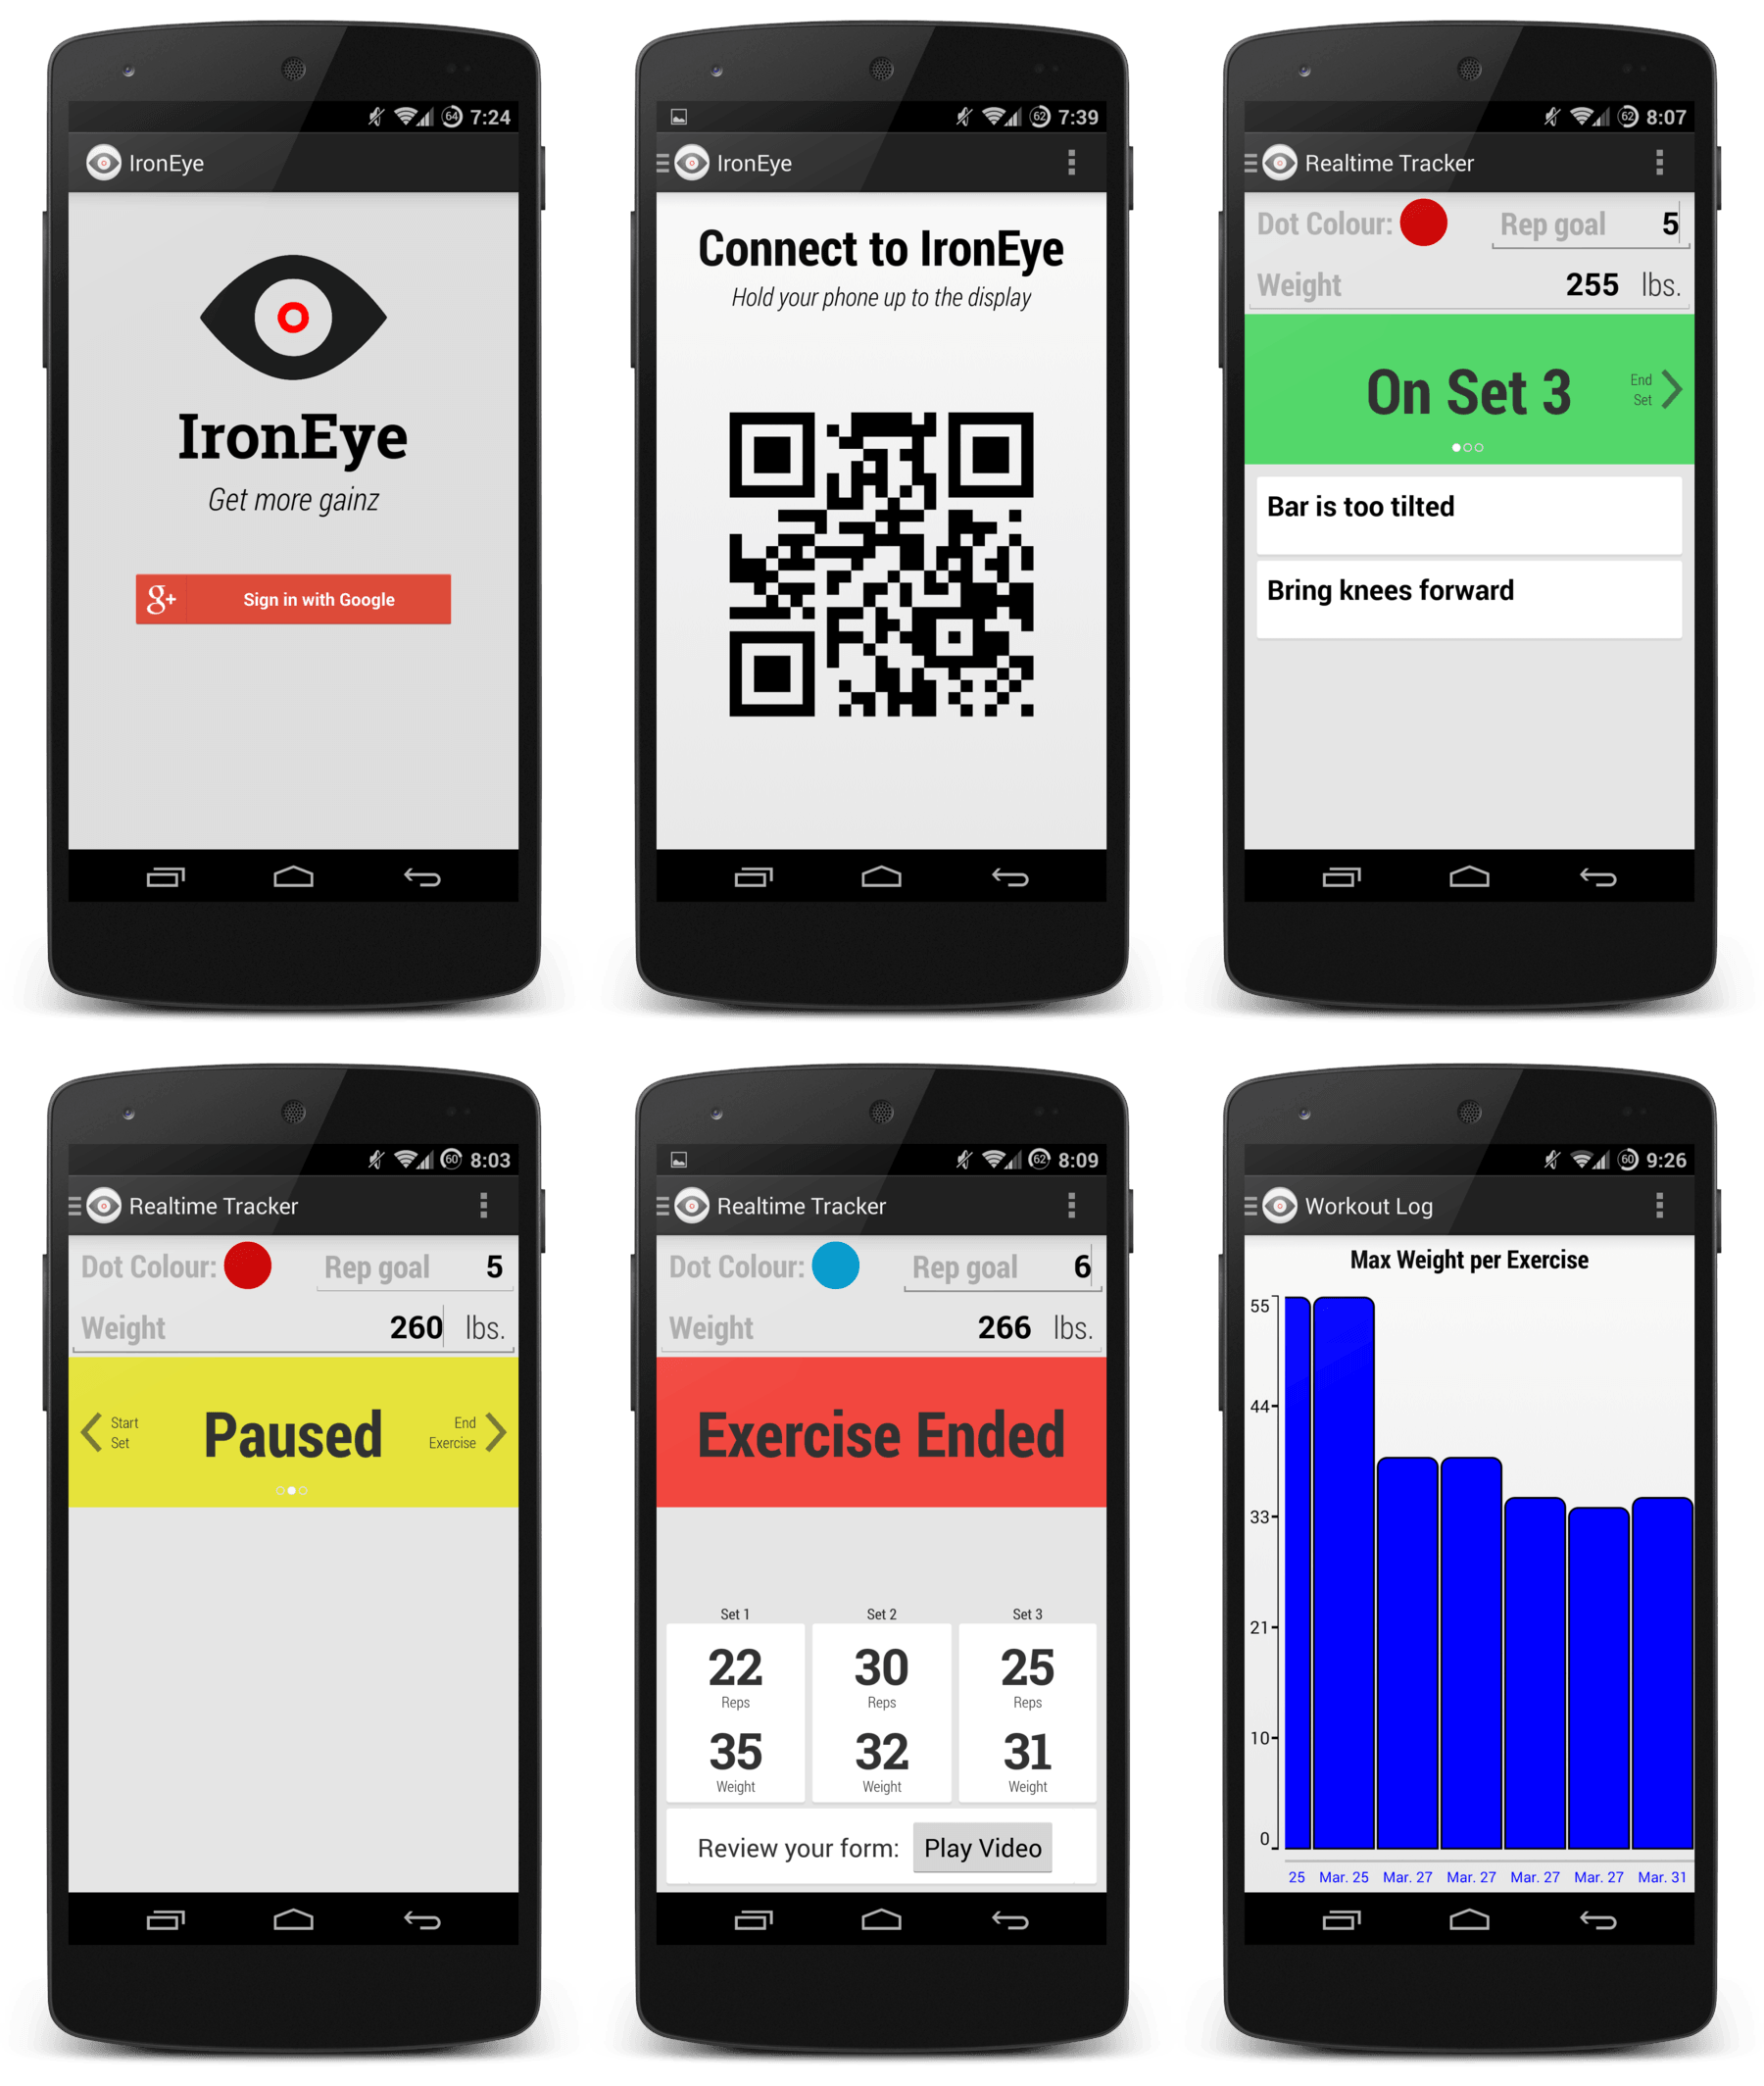 64 7:24
IronEye
IronEye
Get more gainz
g+ Sign in with Google
62 7:39
IronEye
Connect to IronEye
Hold your phone up to the display
62 8:07
Realtime Tracker
Dot Colour: Rep goal 5
Weight 255 lbs.
On Set 3
End
Set
Bar is too tilted
Bring knees forward
60 8:03
Realtime Tracker
Dot Colour: Rep goal 5
Weight 260 lbs.
Start
Set
Paused
End
Exercise
62 8:09
Realtime Tracker
Dot Colour: Rep goal 6
Weight 266 lbs.
Exercise Ended
Set 1 Set 2 Set 3
22 30 25
Reps Reps Reps
35 32 31
Weight Weight Weight
Review your form: Play Video
60 9:26
Workout Log
Max Weight per Exercise
55
44
33
21
10
0
25 Mar. 25 Mar. 27 Mar. 27 Mar. 27 Mar. 27 Mar. 31